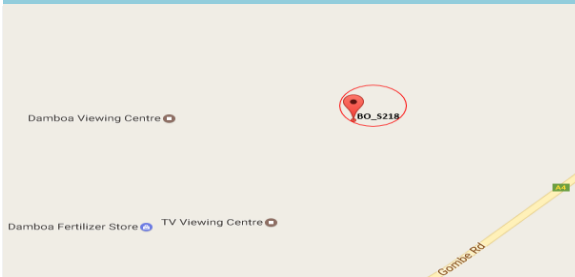 BO_S218
Damboa Viewing Centre
A4
TV Viewing Centre
Damboa Fertilizer Store
Gombe Rd